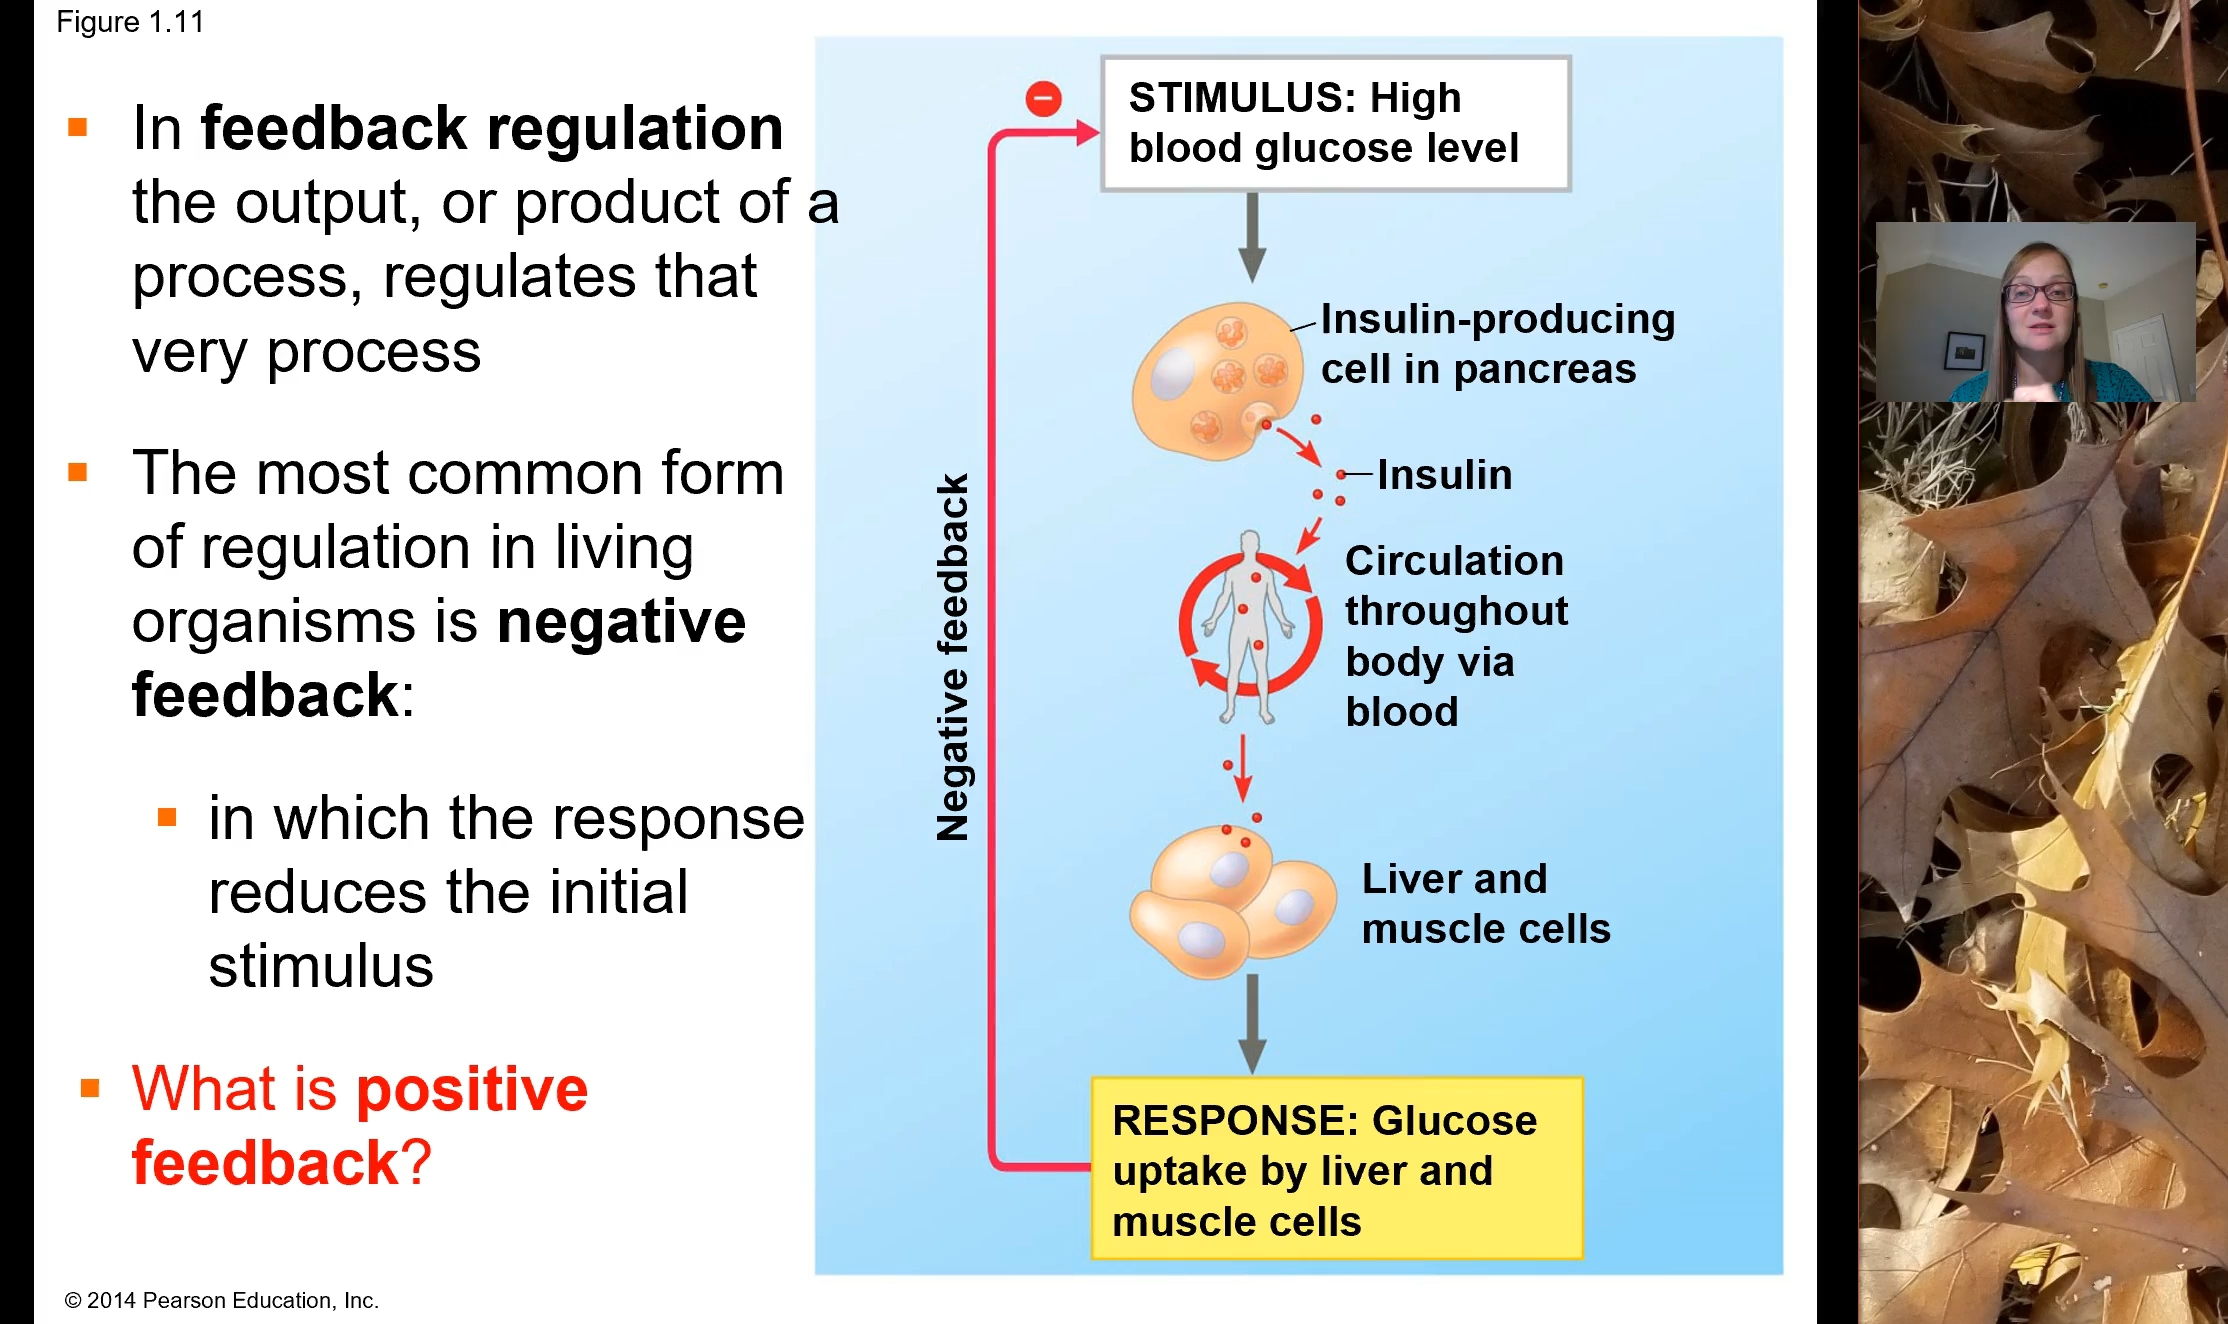 Figure 1.11
In feedback regulation
the output, or product of a
process, regulates that
very process
The most common form
of regulation in living
organisms is negative
feedback:
in which the response
reduces the initial
stimulus
What is positive
feedback?
© 2014 Pearson Education, Inc.
STIMULUS: High
blood glucose level
Insulin-producing
cell in pancreas
Insulin
Circulation
throughout
body via
blood
Negative feedback
Liver and
muscle cells
RESPONSE: Glucose
uptake by liver and
muscle cells